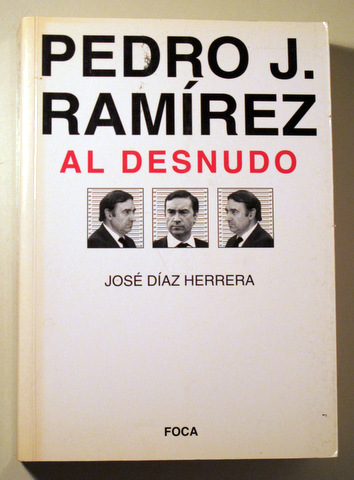 PEDRO J.
RAMÍREZ
AL DESNUDO
JOSÉ DÍAZ HERRERA
FOCA